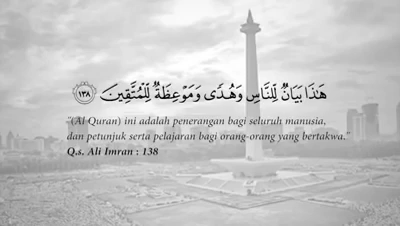 هَٰذَا بَيَانٌ لِّلنَّاسِ وَهُدًى وَمَوْعِظَةٌ لِّلْمُتَّقِينَ ١٣٨
"(Al Quran) ini adalah penerangan bagi seluruh manusia,
dan petunjuk serta pelajaran bagi orang-orang yang bertakwa."
Q.s. Ali Imran : 138